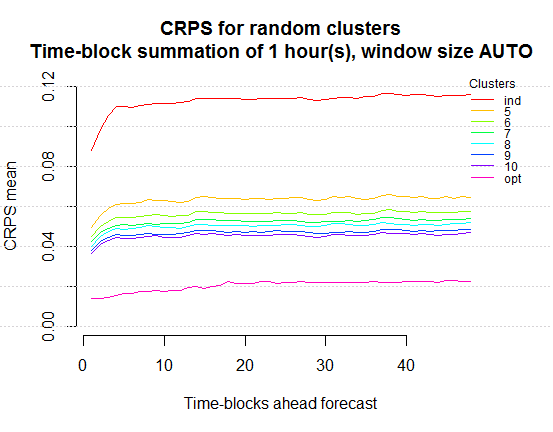 CRPS for random clusters
Time-block summation of 1 hour(s), window size AUTO
CRPS mean
0.12
0.08
0.04
0.00
Clusters
ind
5
6
7
8
9
10
opt
0 10 20 30 40
Time-blocks ahead forecast